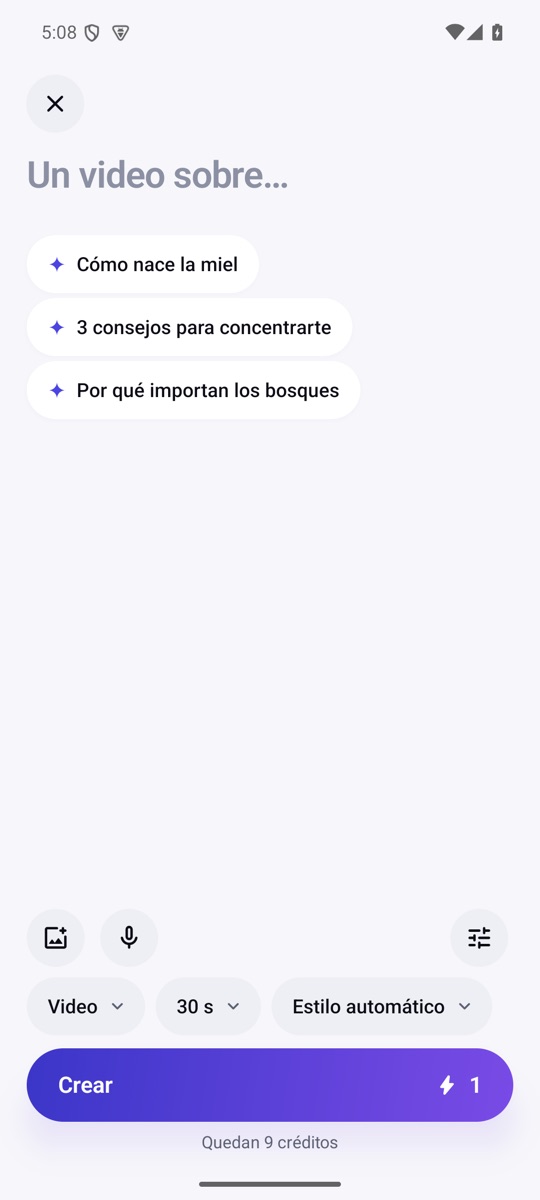 5:08
Un video sobre...
Cómo nace la miel
3 consejos para concentrarte
Por qué importan los bosques
Video
30 s
Estilo automático
Crear
1
Quedan 9 créditos